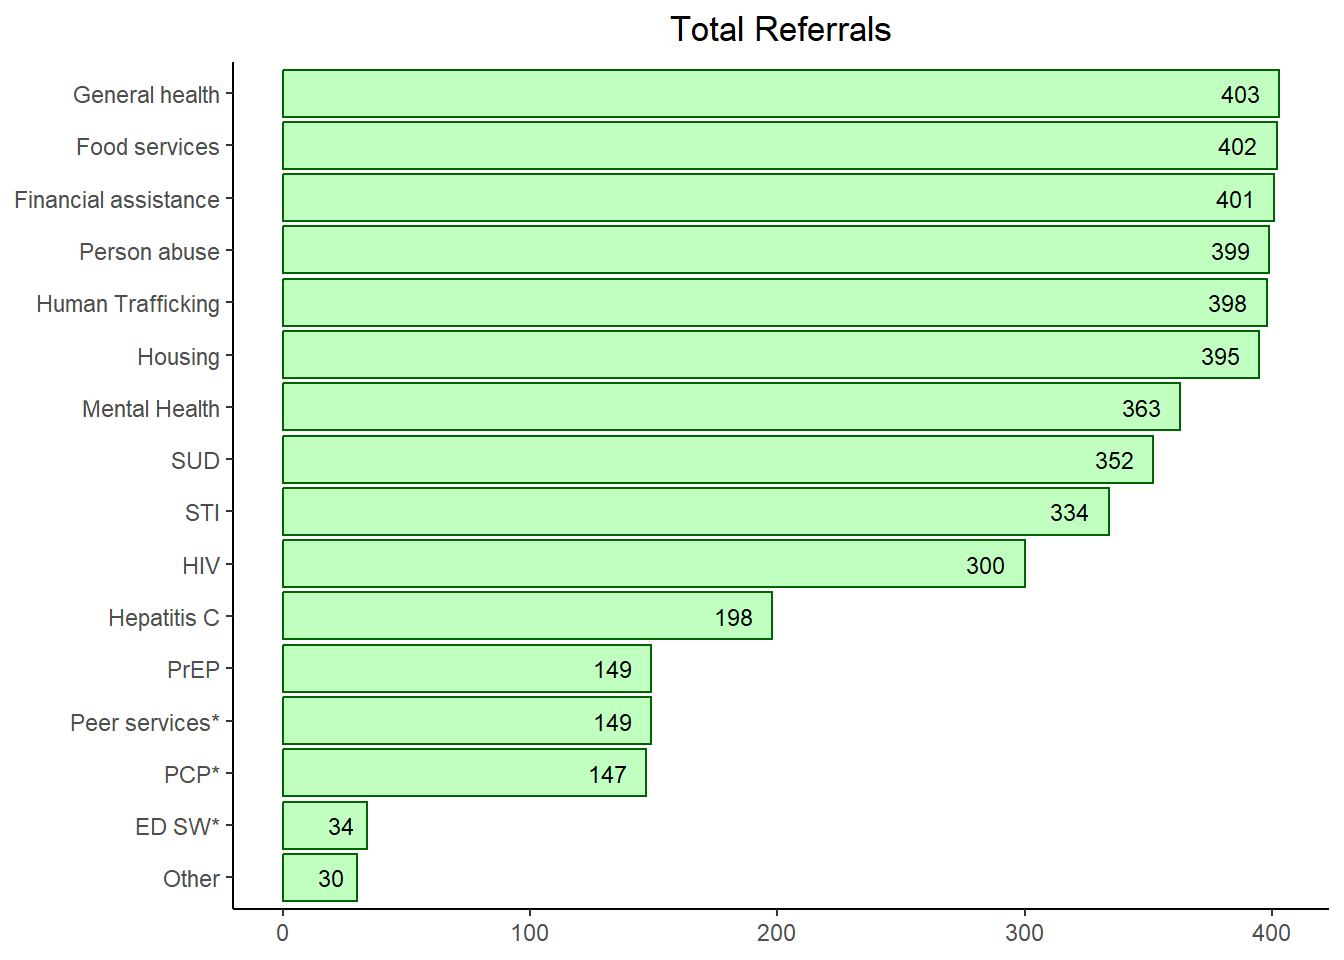 Total Referrals
General health 403
Food services 402
Financial assistance 401
Person abuse 399
Human Trafficking 398
Housing 395
Mental Health 363
SUD 352
STI 334
HIV 300
Hepatitis C 198
PrEP 149
Peer services* 149
PCP* 147
ED SW* 34
Other 30
0 100 200 300 400